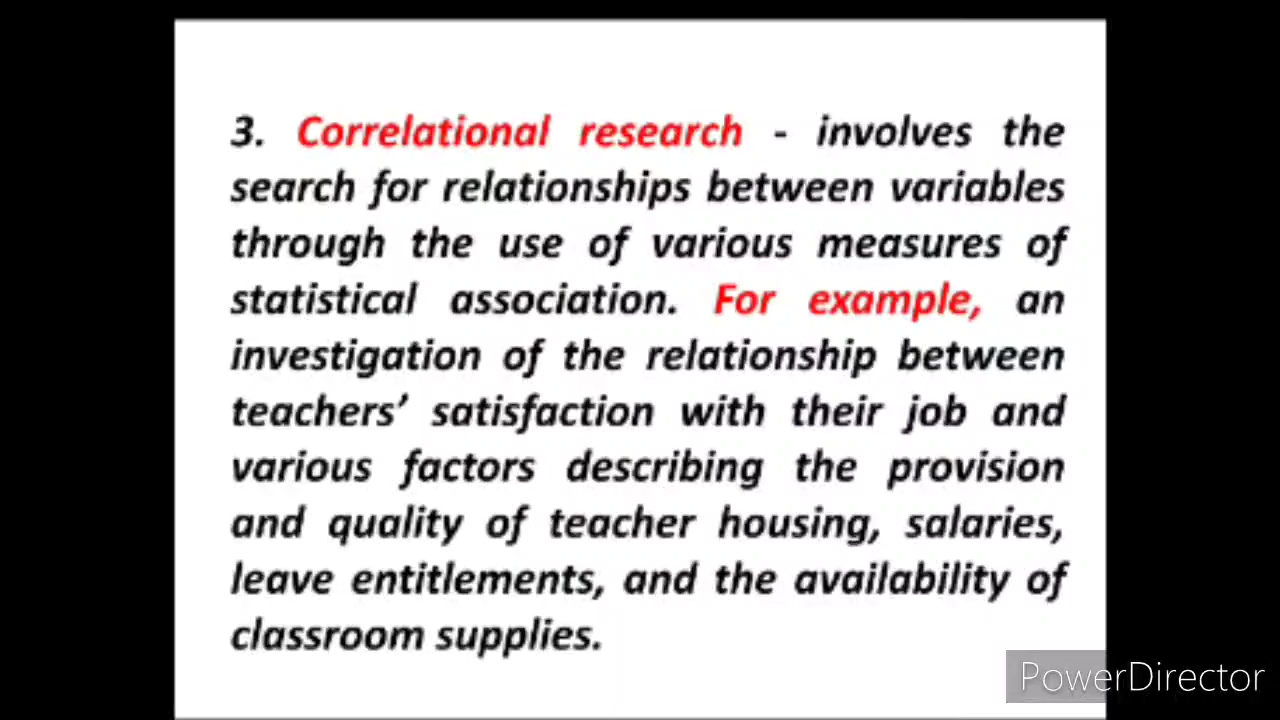 3. Correlational research - involves the
search for relationships between variables
through the use of various measures of
statistical association. For example, an
investigation of the relationship between
teachers’ satisfaction with their job and
various factors describing the provision
and quality of teacher housing, salaries,
leave entitlements, and the availability of
classroom supplies.
PowerDirector